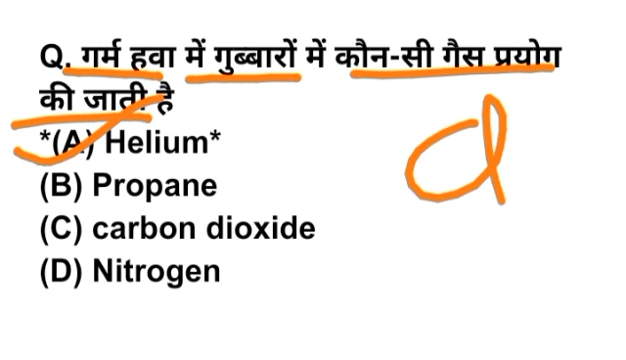 Q. गर्म हवा में गुब्बारों में कौन-सी गैस प्रयोग
की जाती है
*(A) Helium*
(B) Propane
(C) carbon dioxide
(D) Nitrogen